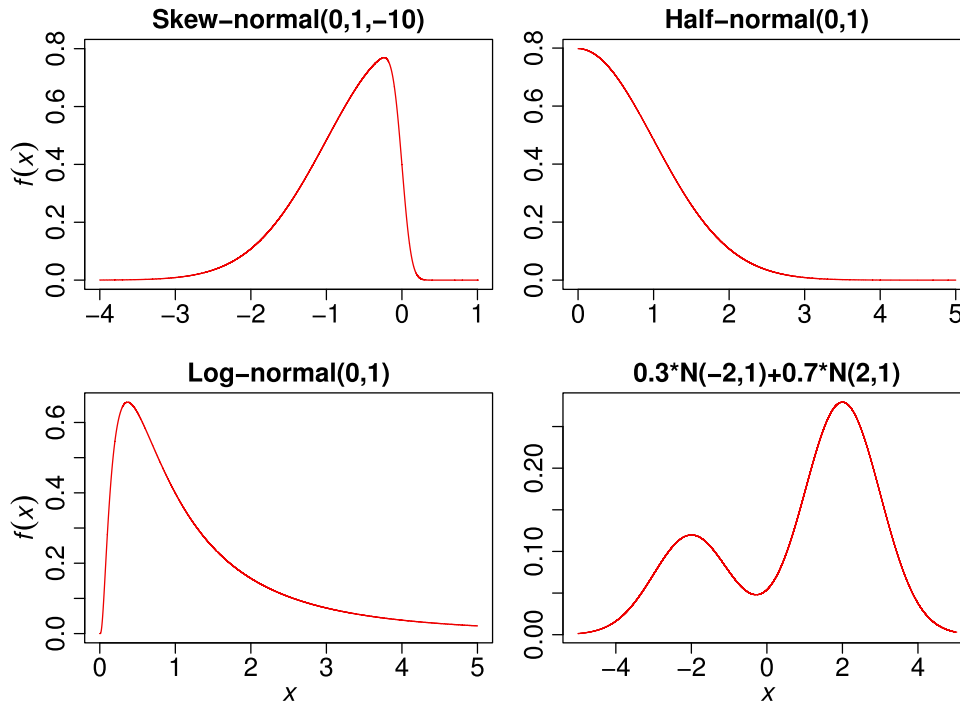 Skew−normal(0,1,−10)
f(x)
0.0 0.2 0.4 0.6 0.8
−4 −3 −2 −1 0 1
Half−normal(0,1)
0.0 0.2 0.4 0.6 0.8
0 1 2 3 4 5
Log−normal(0,1)
f(x)
0.0 0.2 0.4 0.6
0 1 2 3 4 5
x
0.3*N(−2,1)+0.7*N(2,1)
0.00 0.10 0.20
−4 −2 0 2 4
x